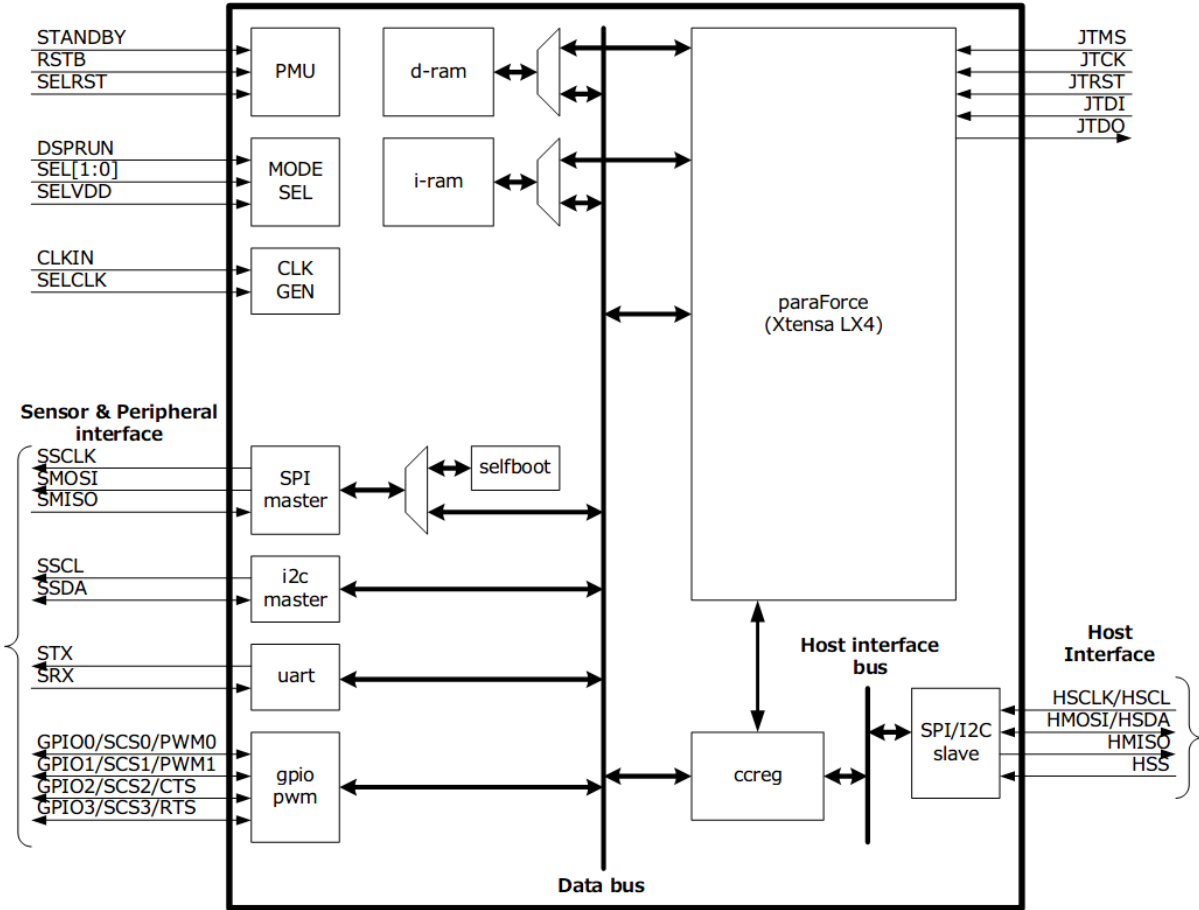 STANDBY
RSTB
SELRST
PMU
d-ram
JTMS
JTCK
JTRST
JTDI
JTDO
DSPRUN
SEL[1:0]
SELVDD
MODE
SEL
i-ram
CLKIN
SELCLK
CLK
GEN
paraForce
(Xtensa LX4)
Sensor & Peripheral
interface
SSCLK
SMOSI
SMISO
SPI
master
selfboot
SSCL
SSDA
i2c
master
STX
SRX
uart
Host interface
bus
Host
Interface
GPIO0/SCS0/PWM0
GPIO1/SCS1/PWM1
GPIO2/SCS2/CTS
GPIO3/SCS3/RTS
gpio
pwm
ccreg
SPI/I2C
slave
HSCLK/HSCL
HMOSI/HSDA
HMISO
HSS
Data bus